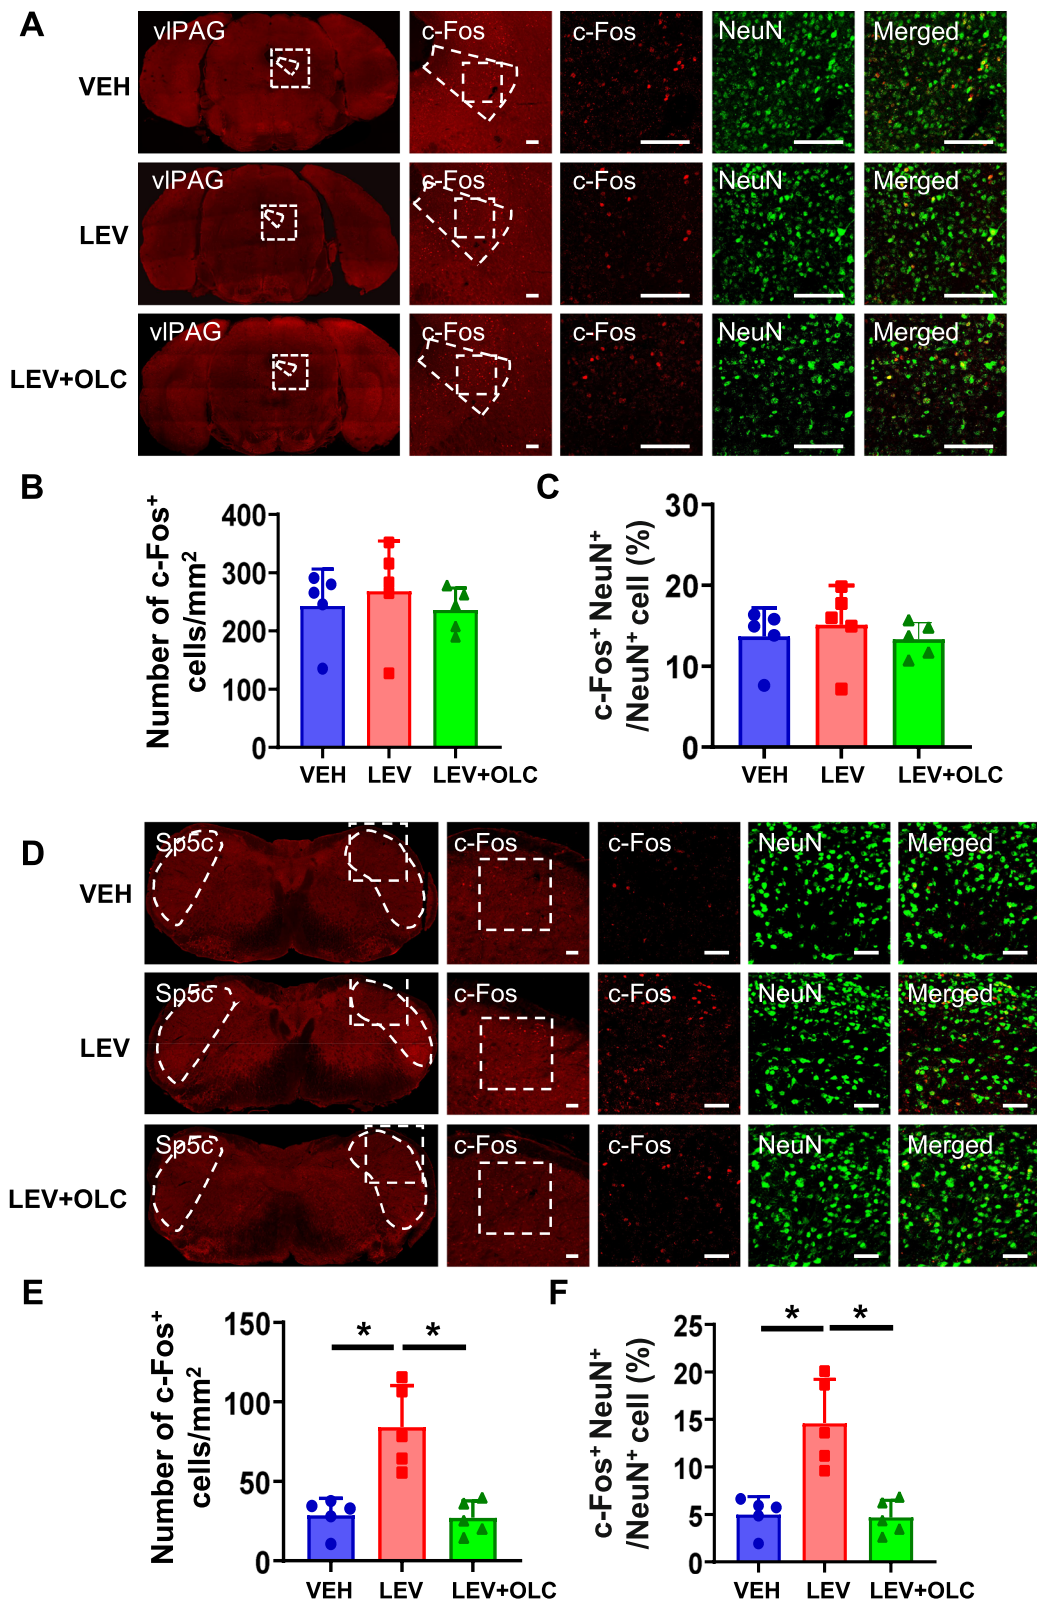 A
VEH
vlPAG
c-Fos
c-Fos
NeuN
Merged
LEV
vlPAG
c-Fos
c-Fos
NeuN
Merged
LEV+OLC
vlPAG
c-Fos
c-Fos
NeuN
Merged
B
Number of c-Fos⁺
cells/mm²
400
300
200
100
0
VEH LEV LEV+OLC
C
c-Fos⁺ NeuN⁺
/NeuN⁺ cell (%)
30
20
10
0
VEH LEV LEV+OLC
D
VEH
Sp5c
c-Fos
c-Fos
NeuN
Merged
LEV
Sp5c
c-Fos
c-Fos
NeuN
Merged
LEV+OLC
Sp5c
c-Fos
c-Fos
NeuN
Merged
E
Number of c-Fos⁺
cells/mm²
150
100
50
0
* *
VEH LEV LEV+OLC
F
c-Fos⁺ NeuN⁺
/NeuN⁺ cell (%)
25
20
15
10
5
0
* *
VEH LEV LEV+OLC